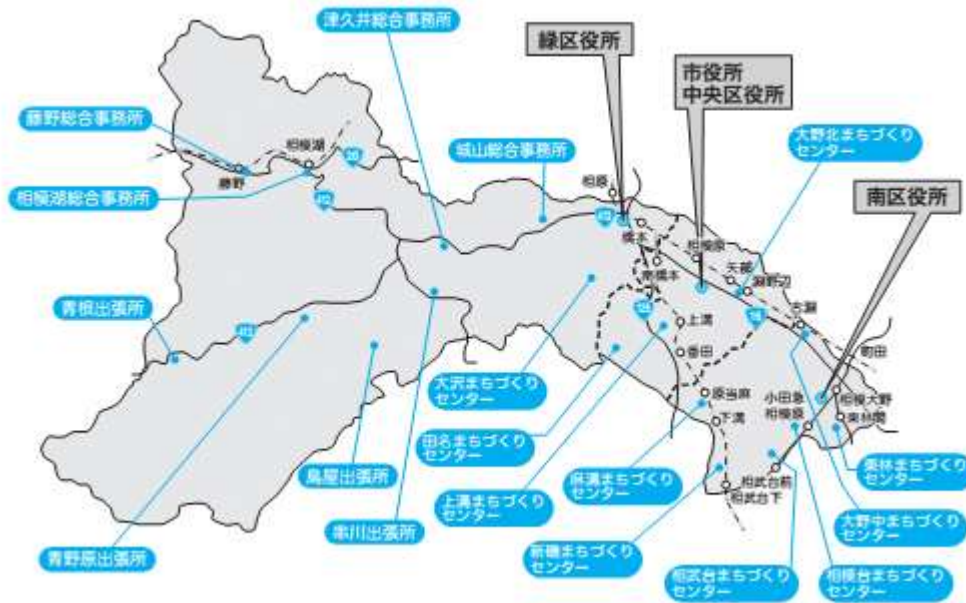 津久井総合事務所
緑区役所
市役所
中央区役所
藤野総合事務所
相模湖
20
城山総合事務所
大野北まちづくり
センター
藤野
相模湖総合事務所
412
相原
413
橋本
相模原
南区役所
南橋本
矢部
淵野辺
青根出張所
413
129
上溝
16
古淵
番田
町田
大沢まちづくり
センター
原当麻
小田急
相模原
相模大野
東林間
田名まちづくり
センター
下溝
鳥屋出張所
麻溝まちづくり
センター
東林まちづくり
センター
上溝まちづくり
センター
相武台前
相武台下
串川出張所
大野中まちづくり
センター
青野原出張所
新磯まちづくり
センター
相武台まちづくり
センター
相模台まちづくり
センター